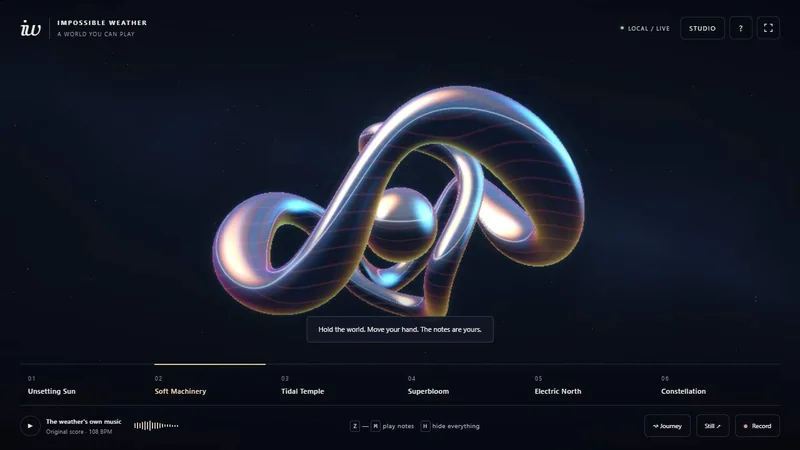 iw
IMPOSSIBLE WEATHER
A WORLD YOU CAN PLAY
LOCAL / LIVE
STUDIO
?
Hold the world. Move your hand. The notes are yours.
01
Unsetting Sun
02
Soft Machinery
03
Tidal Temple
04
Superbloom
05
Electric North
06
Constellation
The weather's own music
Original score · 108 BPM
Z — M play notes H hide everything
↝ Journey
Still ↗
Record